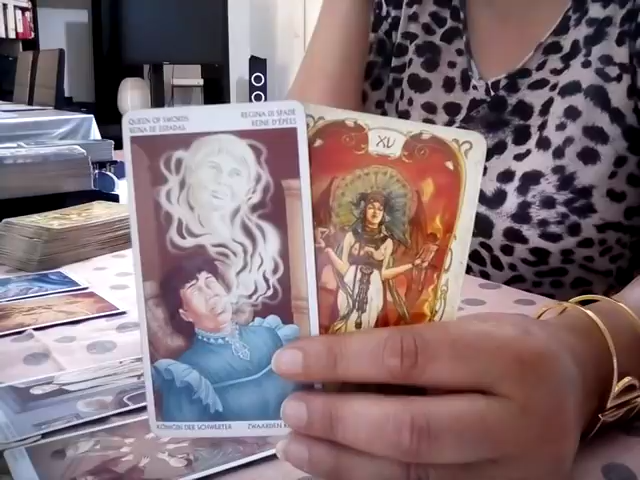 QUEEN OF SWORDS
REINA DE ESPADAS
REGINA DI SPADE
REINE D'ÉPÉES
XV
KÖNIGIN DER SCHWERTER
ZWAARDEN